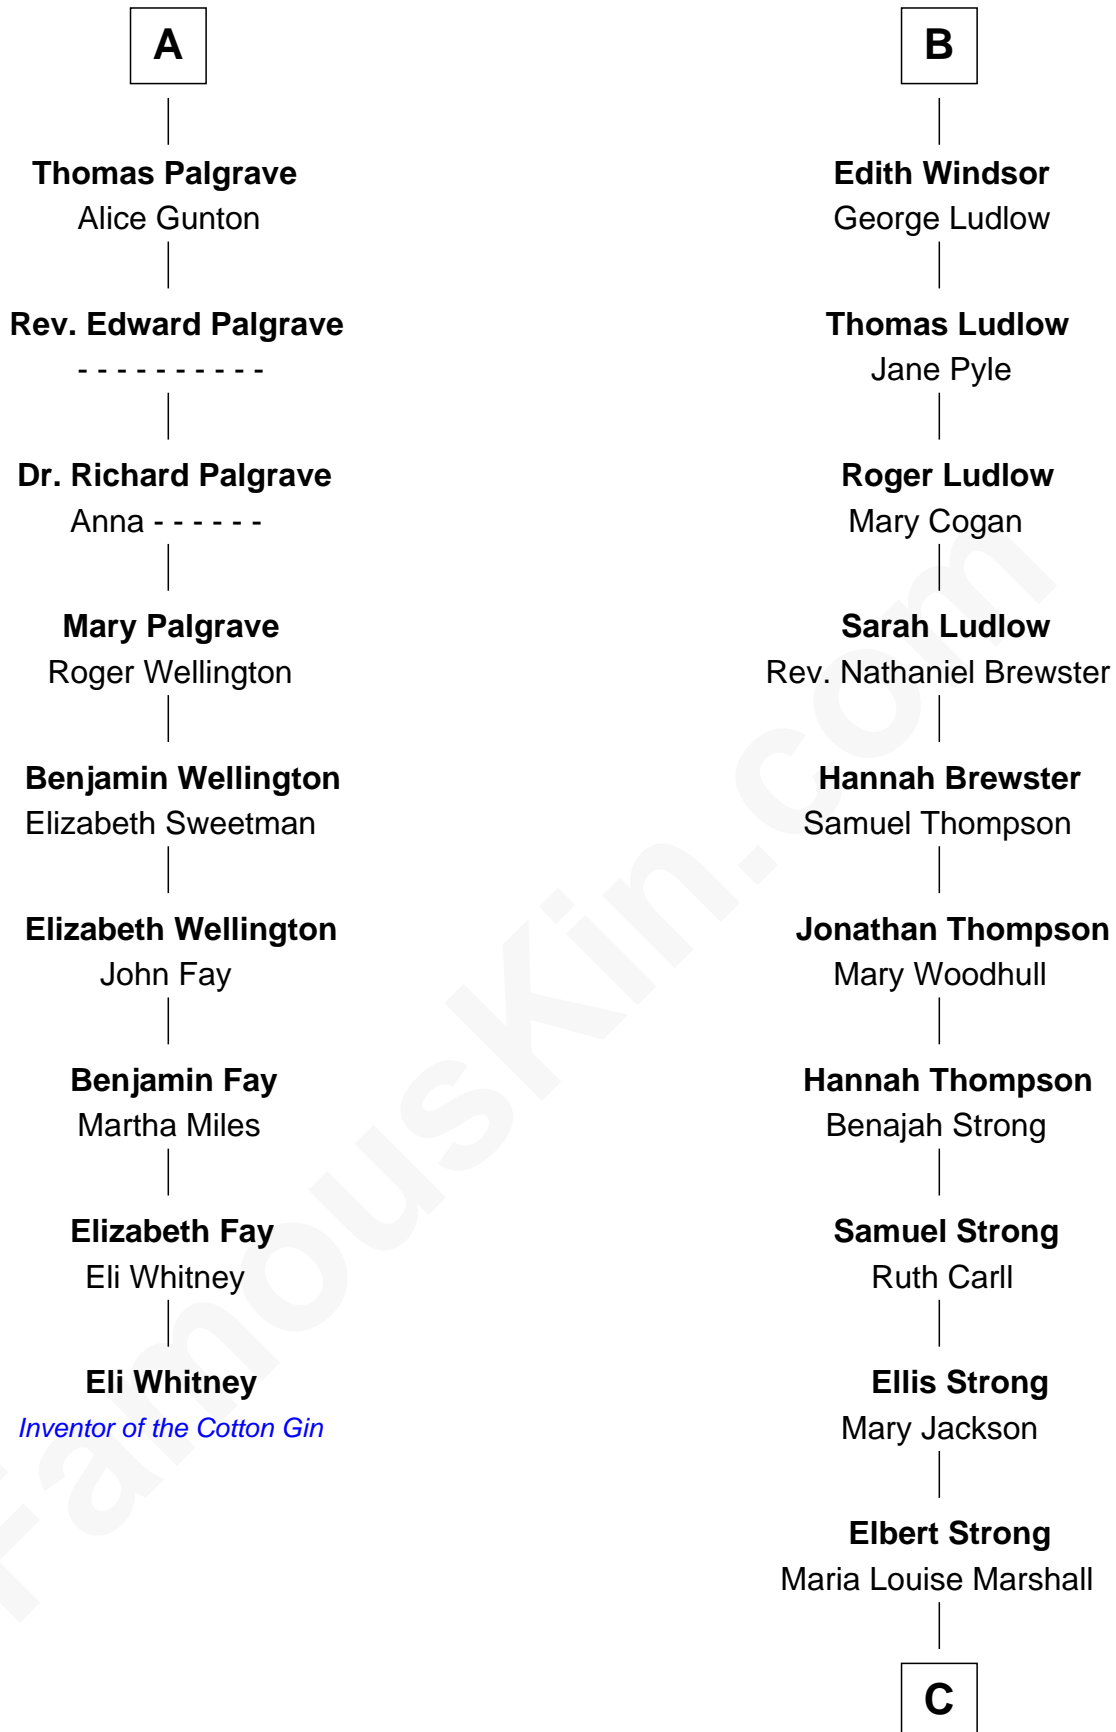 A
Thomas Palgrave
Alice Gunton
Rev. Edward Palgrave
- - - - - - - - - -
Dr. Richard Palgrave
Anna - - - - - -
Mary Palgrave
Roger Wellington
Benjamin Wellington
Elizabeth Sweetman
Elizabeth Wellington
John Fay
Benjamin Fay
Martha Miles
Elizabeth Fay
Eli Whitney
Eli Whitney
Inventor of the Cotton Gin
B
Edith Windsor
George Ludlow
Thomas Ludlow
Jane Pyle
Roger Ludlow
Mary Cogan
Sarah Ludlow
Rev. Nathaniel Brewster
Hannah Brewster
Samuel Thompson
Jonathan Thompson
Mary Woodhull
Hannah Thompson
Benajah Strong
Samuel Strong
Ruth Carll
Ellis Strong
Mary Jackson
Elbert Strong
Maria Louise Marshall
C
FamousKin.com